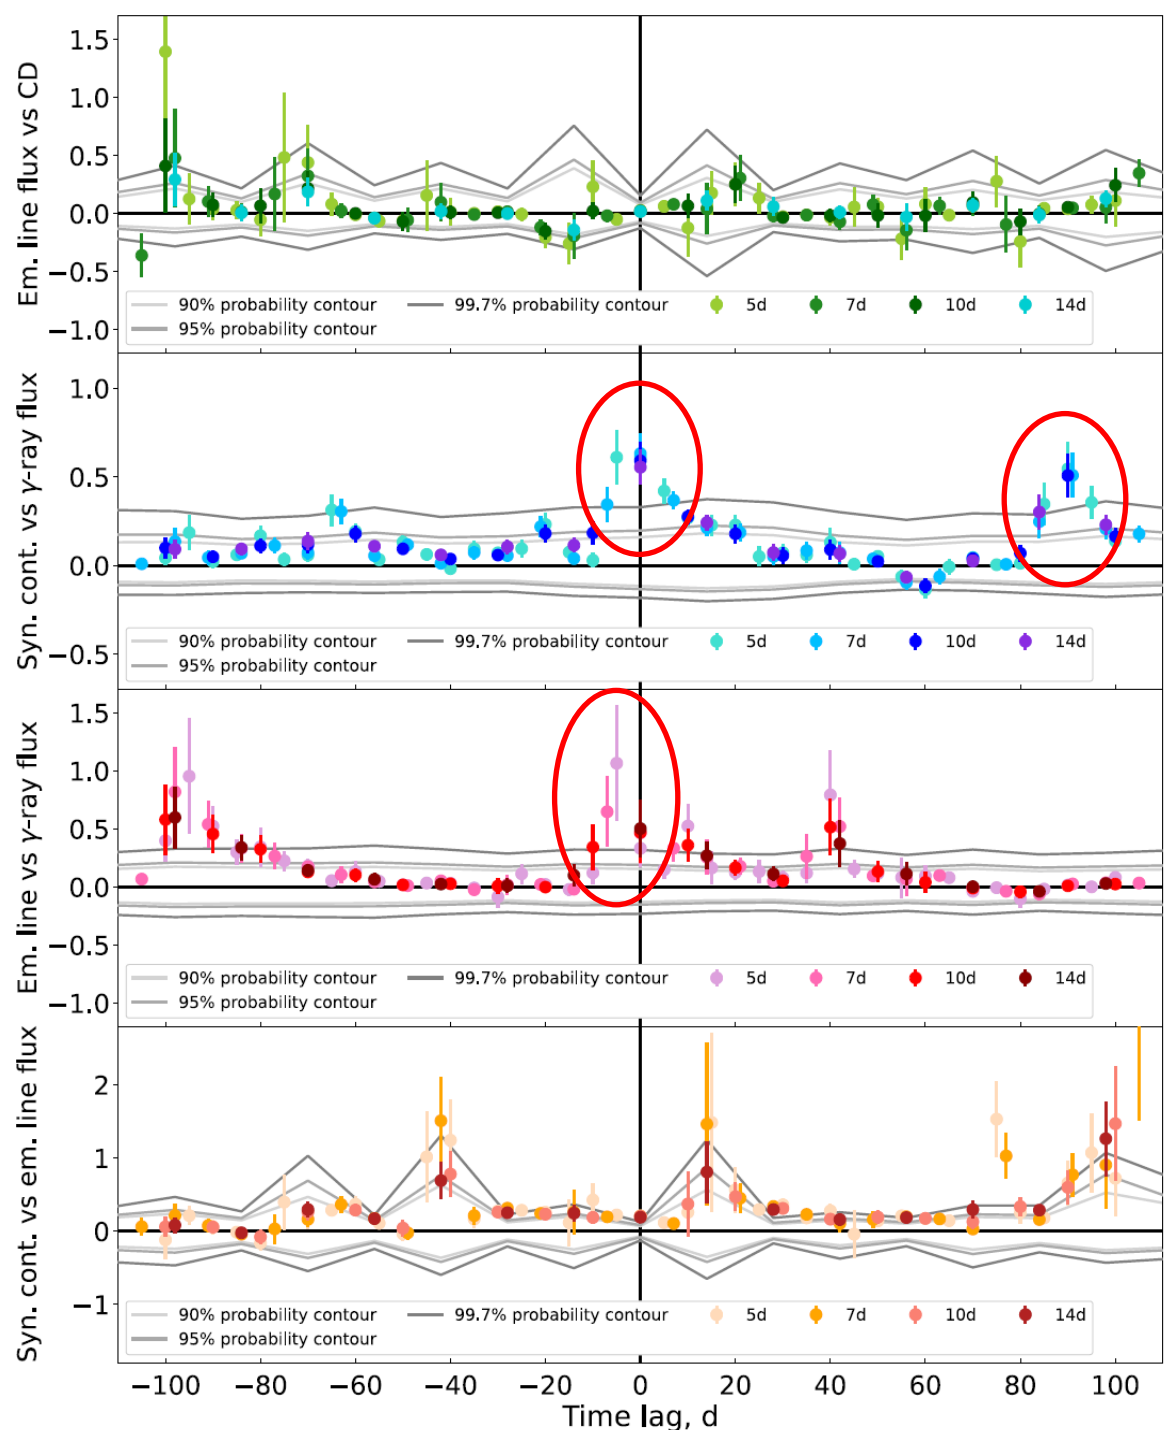 Em. line flux vs CD
1.5
1.0
0.5
0.0
−0.5
−1.0
90% probability contour
95% probability contour
99.7% probability contour
5d
7d
10d
14d
Syn. cont. vs γ-ray flux
1.0
0.5
0.0
−0.5
90% probability contour
95% probability contour
99.7% probability contour
5d
7d
10d
14d
Em. line vs γ-ray flux
1.5
1.0
0.5
0.0
−0.5
−1.0
90% probability contour
95% probability contour
99.7% probability contour
5d
7d
10d
14d
Syn. cont. vs em. line flux
2
1
0
−1
90% probability contour
95% probability contour
99.7% probability contour
5d
7d
10d
14d
−100 −80 −60 −40 −20 0 20 40 60 80 100
Time lag, d